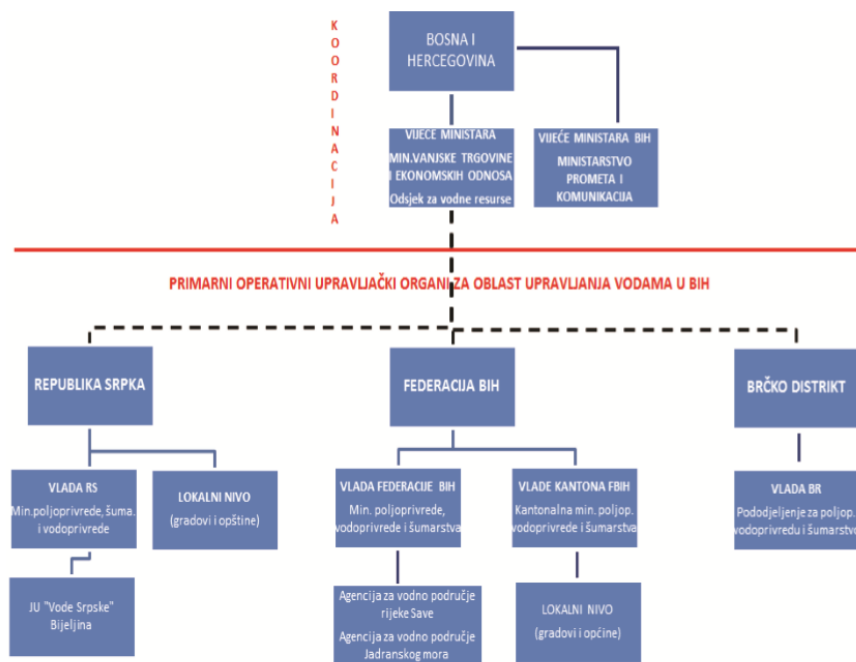 KOORDINACIJA
BOSNA I
HERCEGOVINA
VIJEĆE MINISTARA
MIN.VANJSKE TRGOVINE
I EKONOMSKIH ODNOSA
Odsjek za vodne resurse
VIJEĆE MINISTARA BIH
MINISTARSTVO
PROMETA I
KOMUNIKACIJA
PRIMARNI OPERATIVNI UPRAVLJAČKI ORGANI ZA OBLAST UPRAVLJANJA VODAMA U BIH
REPUBLIKA SRPKA
FEDERACIJA BIH
BRČKO DISTRIKT
VLADA RS
Min.poljoprivrede, šuma.
i vodoprivrede
LOKALNI NIVO
(gradovi i opštine)
VLADA FEDERACIJE BIH
Min. poljoprivrede,
vodoprivrede i šumarstva
VLADE KANTONA FBIH
Kantonalna min. poljop.
vodoprivrede i šumarstva
VLADA BR
Pododjeljenje za poljop.
vodoprivredu i šumarstvo
JU "Vode Srpske"
Bijeljina
Agencija za vodno područje
rijeke Save
Agencija za vodno područje
Jadranskog mora
LOKALNI NIVO
(gradovi i općine)